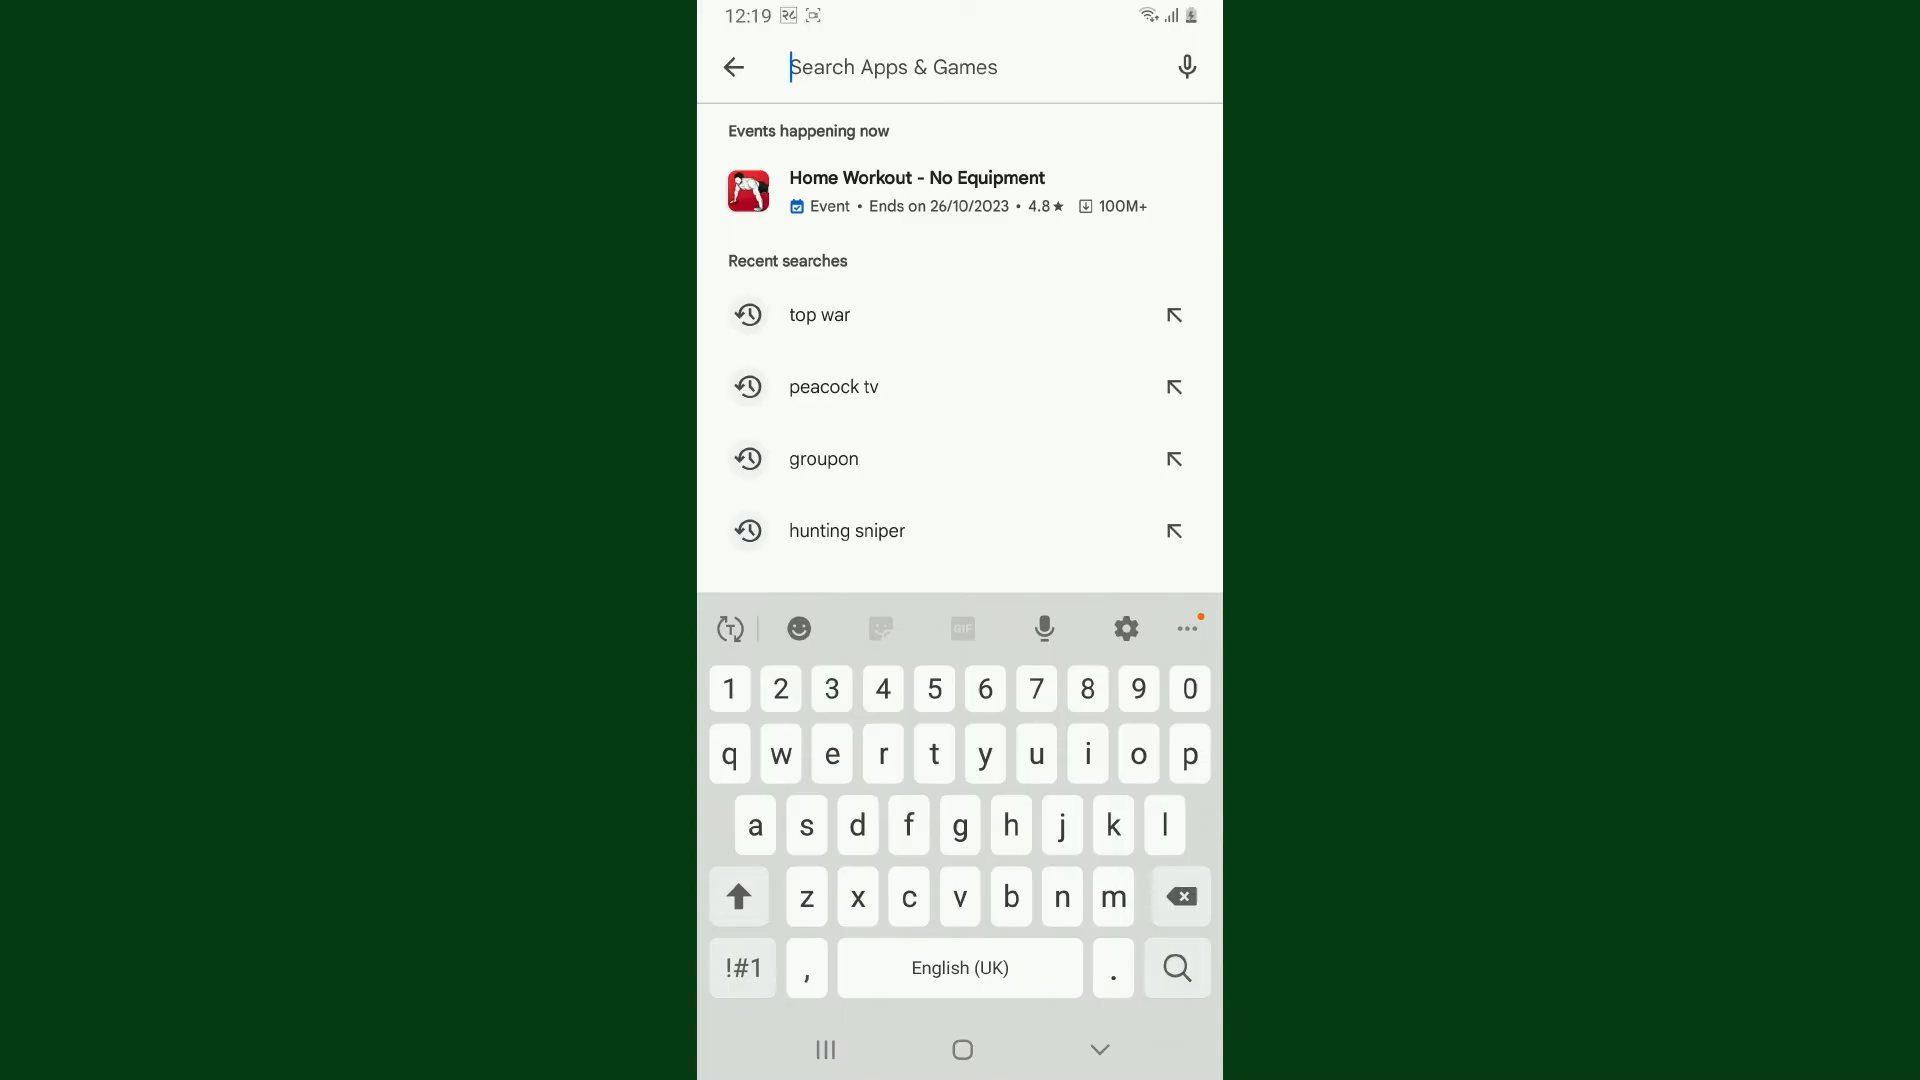 12:19 २८
Search Apps & Games
Events happening now
Home Workout - No Equipment
Event • Ends on 26/10/2023 • 4.8★ 100M+
Recent searches
top war
peacock tv
groupon
hunting sniper
T GIF
1 2 3 4 5 6 7 8 9 0
q w e r t y u i o p
a s d f g h j k l
z x c v b n m
!#1 , English (UK) .